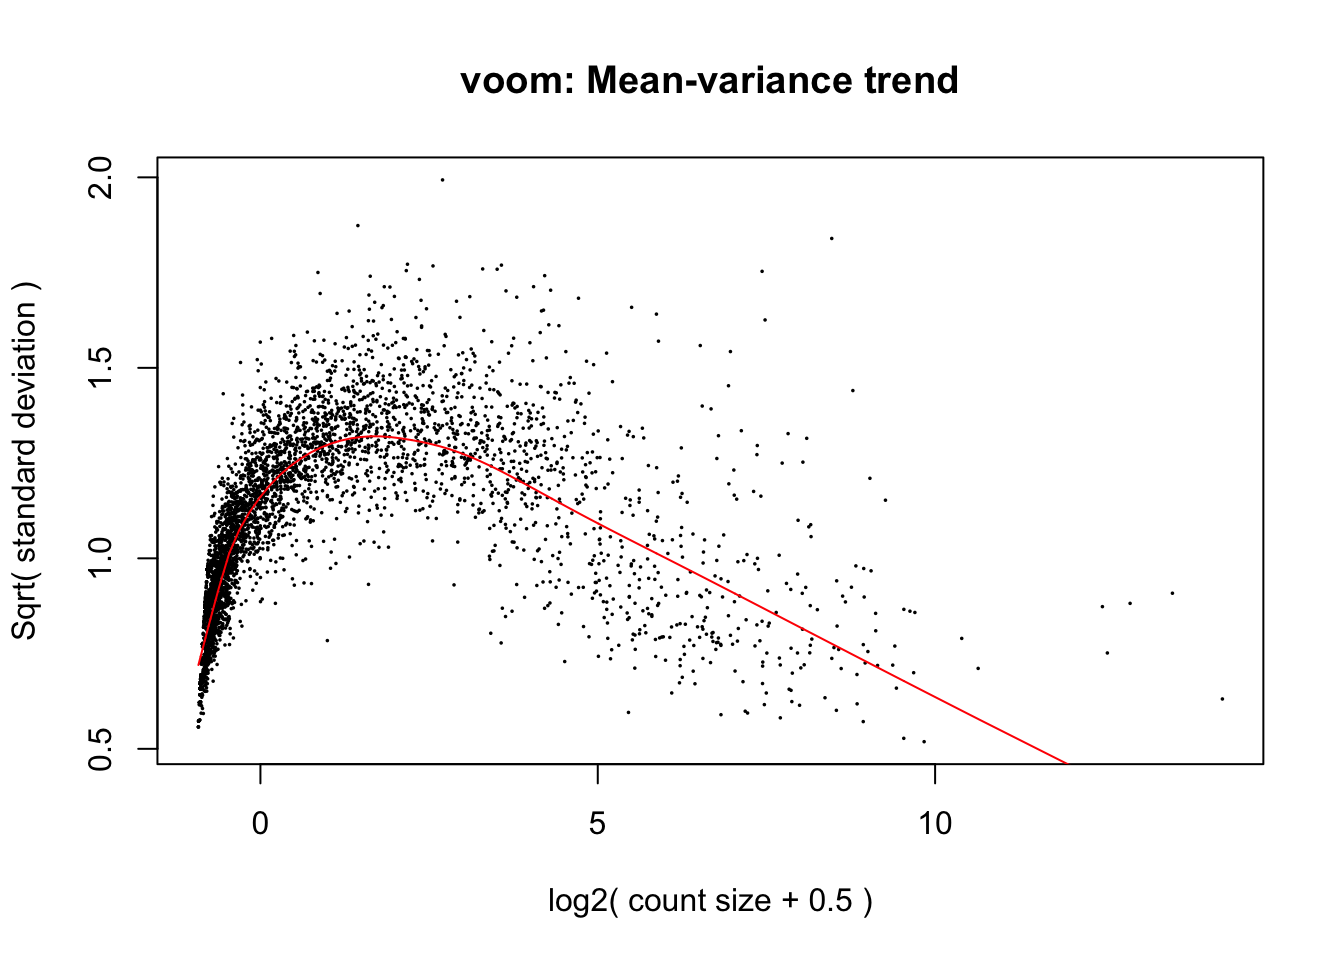 voom: Mean-variance trend
Sqrt( standard deviation )
2.0
1.5
1.0
0.5
0 5 10
log2( count size + 0.5 )